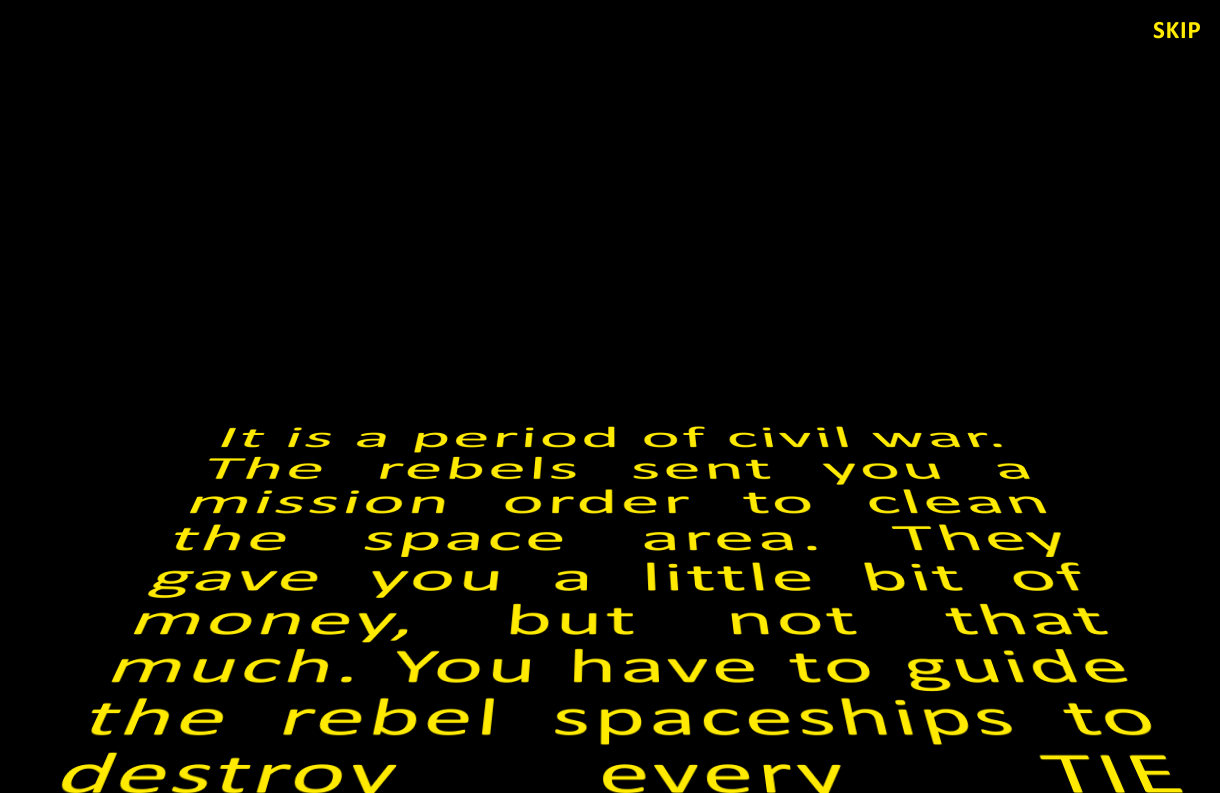 SKIP
It is a period of civil war.
The rebels sent you a
mission order to clean
the space area. They
gave you a little bit of
money, but not that
much. You have to guide
the rebel spaceships to
destroy every TIE